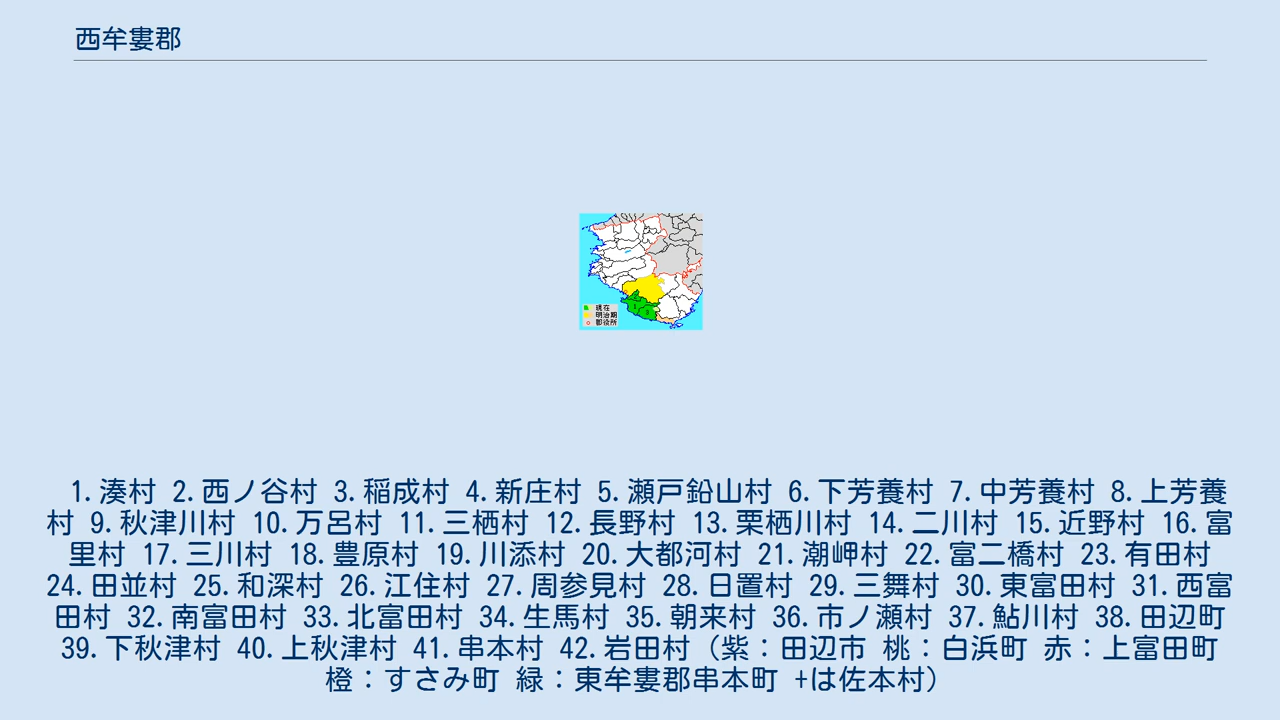 西牟婁郡
現在
明治期
郡役所
1.湊村 2.西ノ谷村 3.稲成村 4.新庄村 5.瀬戸鉛山村 6.下芳養村 7.中芳養村 8.上芳養
村 9.秋津川村 10.万呂村 11.三栖村 12.長野村 13.栗栖川村 14.二川村 15.近野村 16.富
里村 17.三川村 18.豊原村 19.川添村 20.大都河村 21.潮岬村 22.富二橋村 23.有田村
24.田並村 25.和深村 26.江住村 27.周参見村 28.日置村 29.三舞村 30.東富田村 31.西富
田村 32.南富田村 33.北富田村 34.生馬村 35.朝来村 36.市ノ瀬村 37.鮎川村 38.田辺町
39.下秋津村 40.上秋津村 41.串本村 42.岩田村（紫：田辺市 桃：白浜町 赤：上富田町
橙：すさみ町 緑：東牟婁郡串本町 +は佐本村）